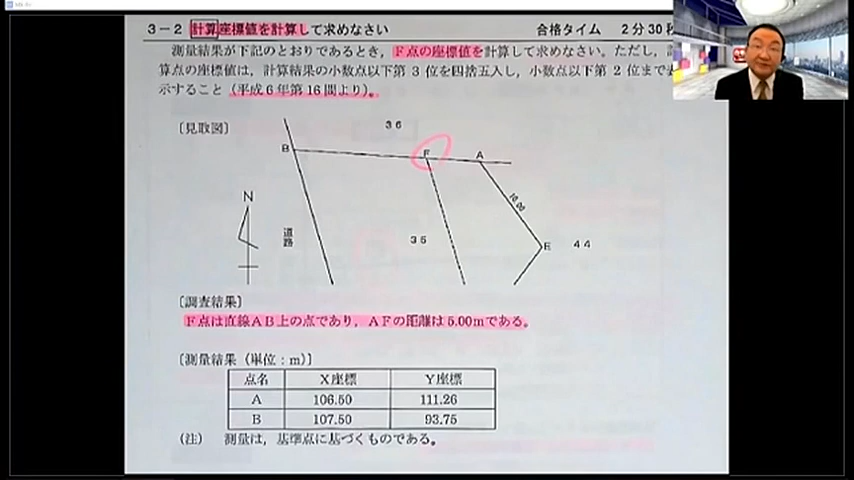 3－2 計算座標値を計算して求めなさい 合格タイム 2分30秒
測量結果が下記のとおりであるとき，F点の座標値を計算して求めなさい。ただし，
算点の座標値は，計算結果の小数点以下第3位を四捨五入し，小数点以下第2位まで
示すること（平成6年第16問より）。
〔見取図〕
36
B
F
A
10.00
N
道路
35
E
44
〔調査結果〕
F点は直線AB上の点であり，AFの距離は5.00mである。
〔測量結果（単位：m）〕
点名 X座標 Y座標
A 106.50 111.26
B 107.50 93.75
（注） 測量は，基準点に基づくものである。